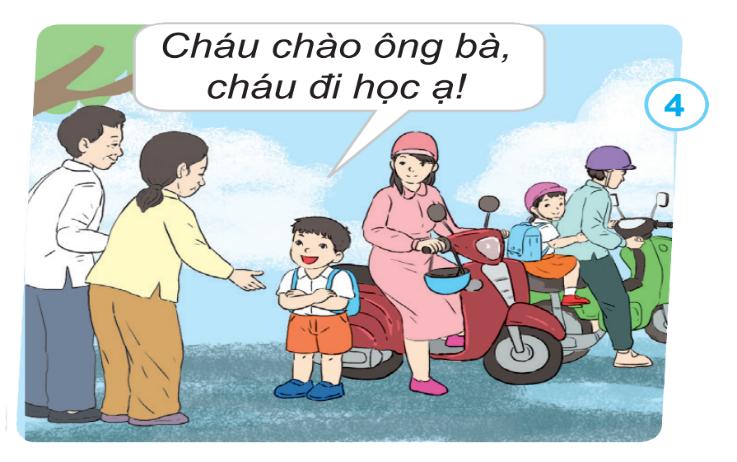 Cháu chào ông bà,
cháu đi học ạ!
4